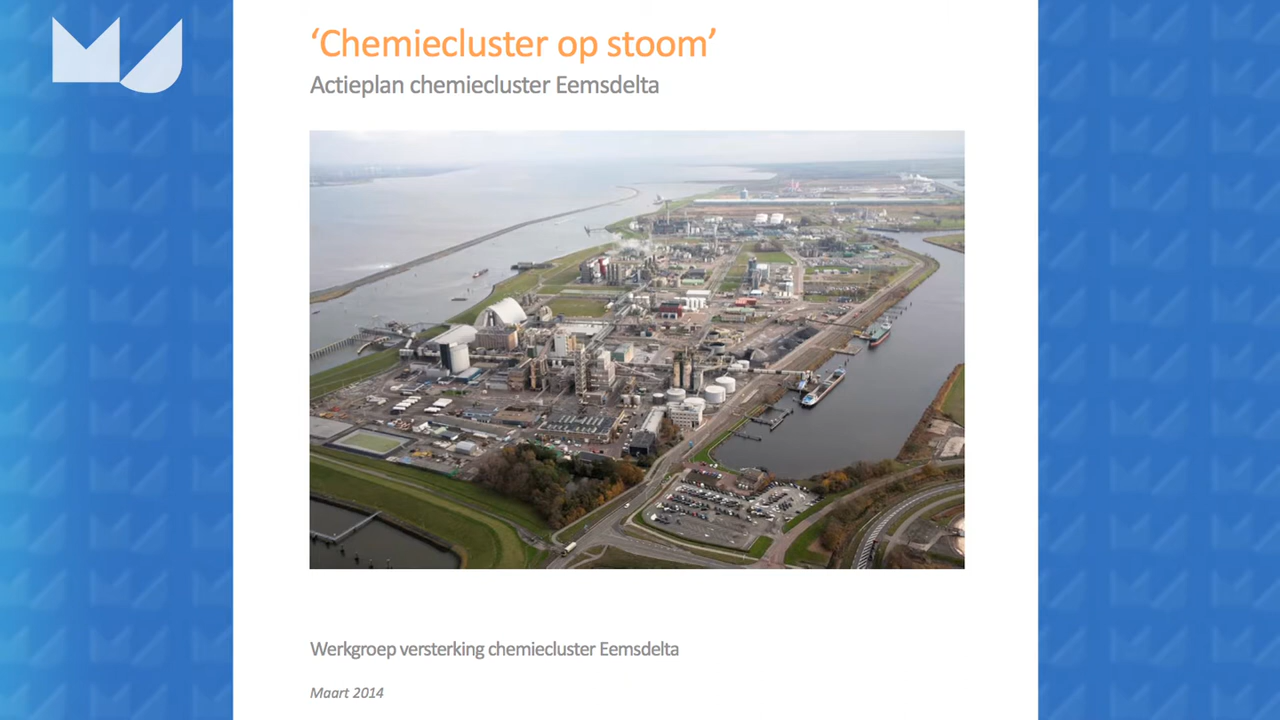 ‘Chemiecluster op stoom’
Actieplan chemiecluster Eemsdelta
Werkgroep versterking chemiecluster Eemsdelta
Maart 2014